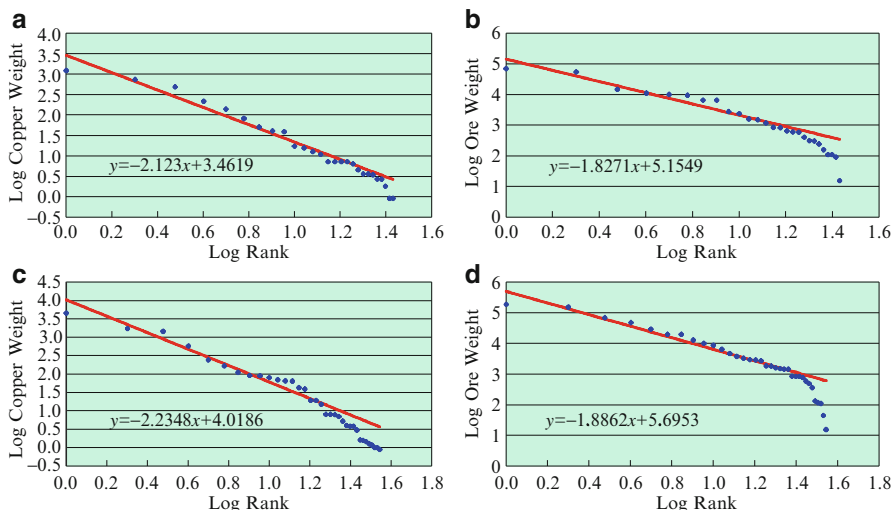 a
Log Copper Weight
4.0
3.5
3.0
2.5
2.0
1.5
1.0
0.5
0.0
−0.5
y=−2.123x+3.4619
0.0 0.2 0.4 0.6 0.8 1.0 1.2 1.4 1.6
Log Rank
b
Log Ore Weight
6
5
4
3
2
1
0
y=−1.8271x+5.1549
0.0 0.2 0.4 0.6 0.8 1.0 1.2 1.4 1.6
Log Rank
c
Log Copper Weight
4.5
4.0
3.5
3.0
2.5
2.0
1.5
1.0
0.5
0.0
−0.5
y=−2.2348x+4.0186
0.0 0.2 0.4 0.6 0.8 1.0 1.2 1.4 1.6 1.8
Log Rank
d
Log Ore Weight
6
5
4
3
2
1
0
y=−1.8862x+5.6953
0.0 0.2 0.4 0.6 0.8 1.0 1.2 1.4 1.6 1.8
Log Rank